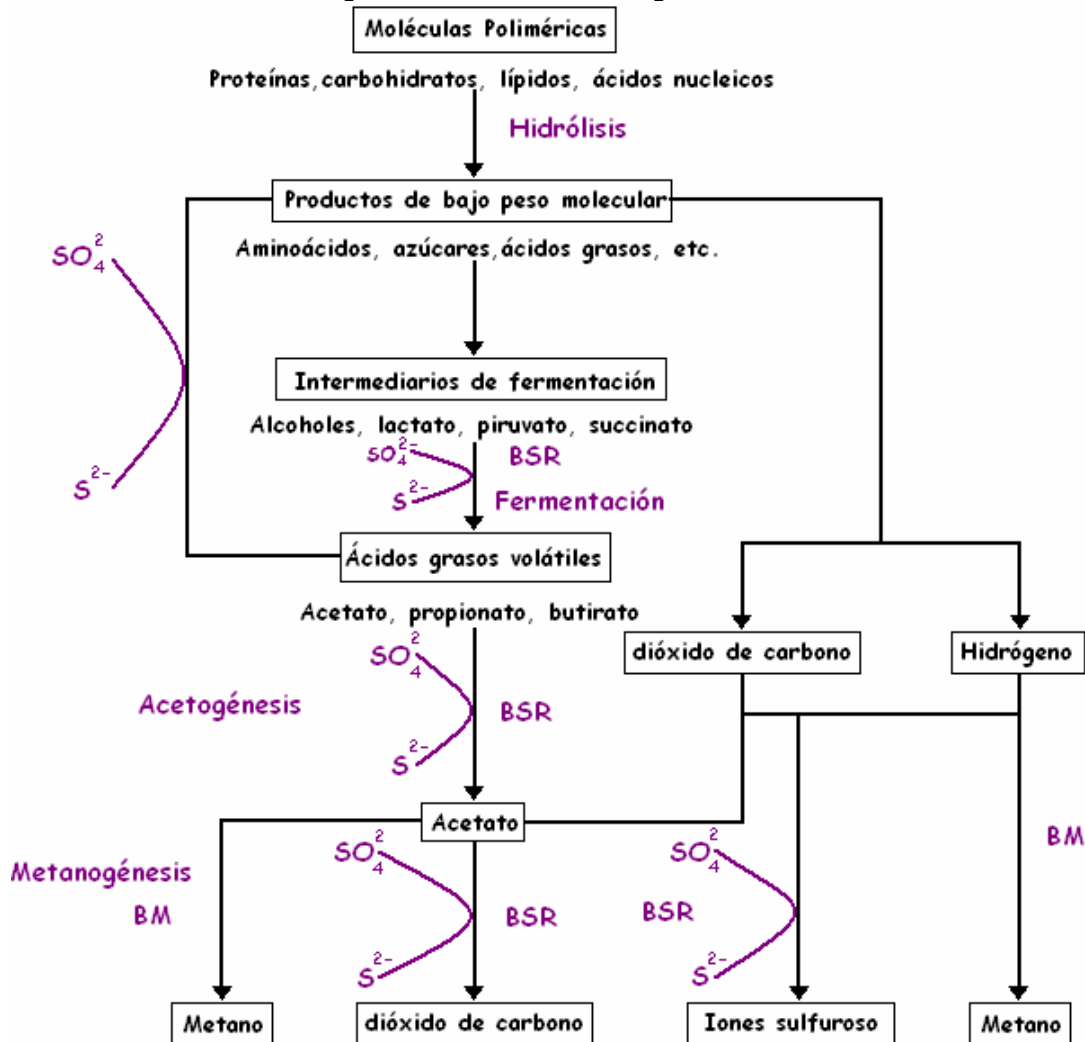 Moléculas Poliméricas
Proteínas,carbohidratos, lípidos, ácidos nucleicos
Hidrólisis
Productos de bajo peso molecular
Aminoácidos, azúcares,ácidos grasos, etc.
SO4 2
S 2-
Intermediarios de fermentación
Alcoholes, lactato, piruvato, succinato
SO4 2-
BSR
S 2-
Fermentación
Ácidos grasos volátiles
Acetato, propionato, butirato
dióxido de carbono
Hidrógeno
SO4 2
Acetogénesis
BSR
S 2-
Acetato
Metanogénesis
BM
SO4 2
BSR
S 2-
SO4 2
BSR
S 2-
BM
Metano
dióxido de carbono
Iones sulfuroso
Metano